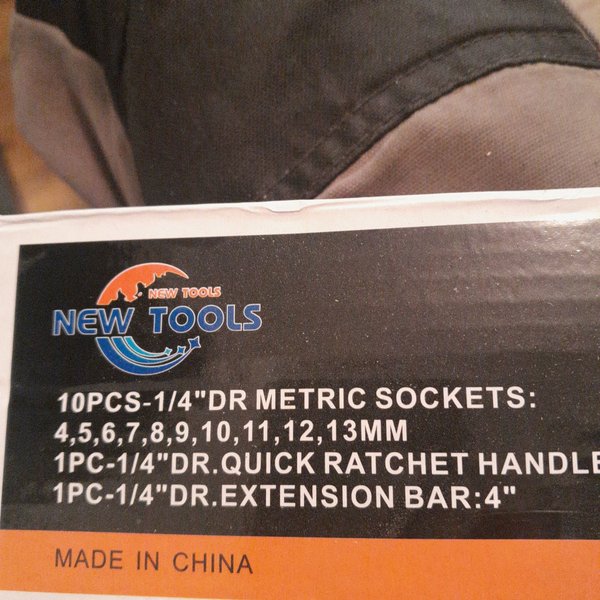 NEW TOOLS
NEW TOOLS
10PCS-1/4"DR METRIC SOCKETS:
4,5,6,7,8,9,10,11,12,13MM
1PC-1/4"DR.QUICK RATCHET HANDLE
1PC-1/4"DR.EXTENSION BAR:4"
MADE IN CHINA